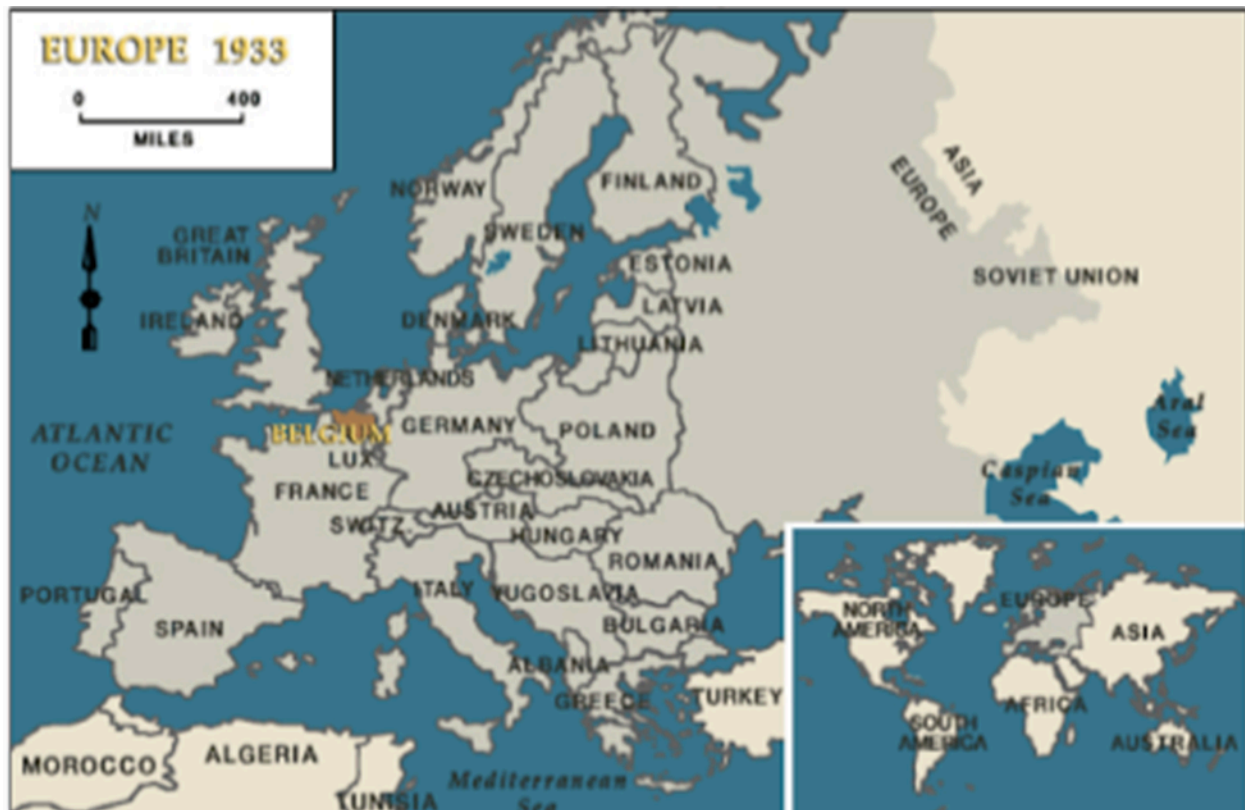 EUROPE 1933
0 400
MILES
N
NORWAY
FINLAND
SWEDEN
GREAT
BRITAIN
ESTONIA
IRELAND
LATVIA
DENMARK
LITHUANIA
NETHERLANDS
ASIA
EUROPE
SOVIET UNION
ATLANTIC
OCEAN
BELGIUM
GERMANY
POLAND
LUX.
CZECHOSLOVAKIA
FRANCE
AUSTRIA
SWITZ.
HUNGARY
ROMANIA
Aral
Sea
Caspian
Sea
PORTUGAL
SPAIN
ITALY
YUGOSLAVIA
BULGARIA
ALBANIA
GREECE
TURKEY
MOROCCO
ALGERIA
TUNISIA
Mediterranean
Sea
NORTH
AMERICA
EUROPE
ASIA
AFRICA
SOUTH
AMERICA
AUSTRALIA